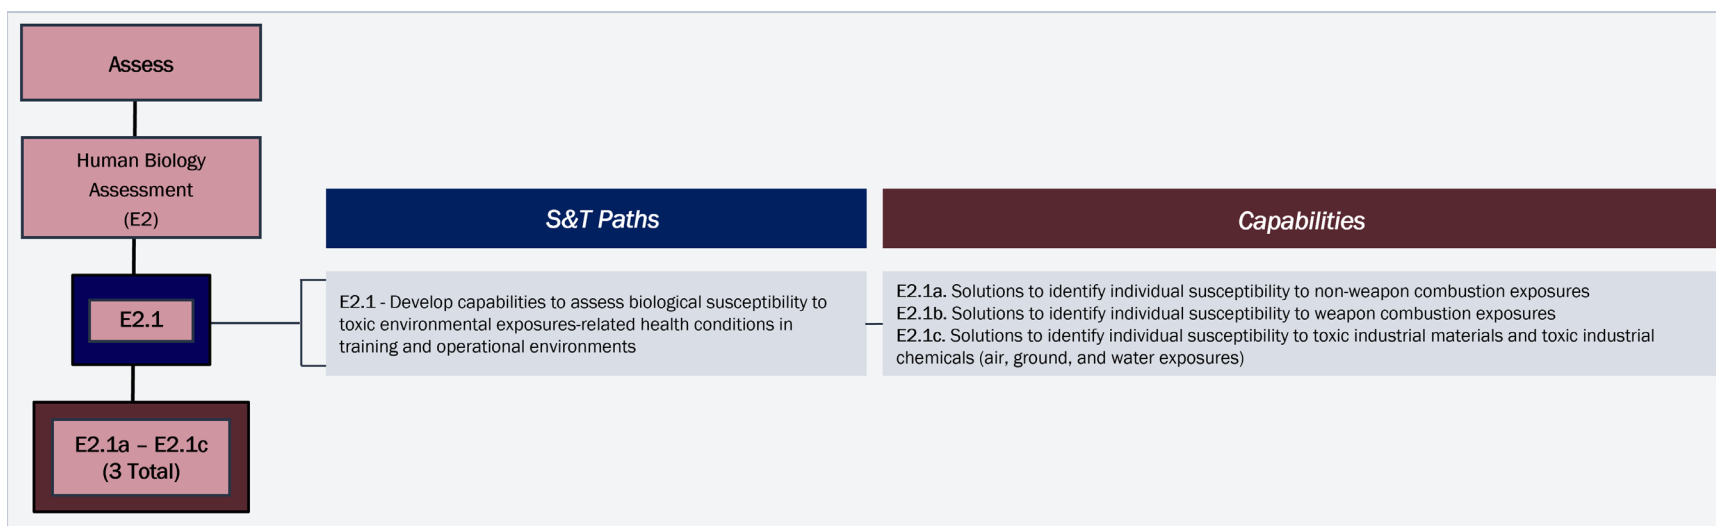 Assess
Human Biology
Assessment
(E2)
E2.1
E2.1a – E2.1c
(3 Total)
S&T Paths
E2.1 - Develop capabilities to assess biological susceptibility to
toxic environmental exposures-related health conditions in
training and operational environments
Capabilities
E2.1a. Solutions to identify individual susceptibility to non-weapon combustion exposures
E2.1b. Solutions to identify individual susceptibility to weapon combustion exposures
E2.1c. Solutions to identify individual susceptibility to toxic industrial materials and toxic industrial
chemicals (air, ground, and water exposures)